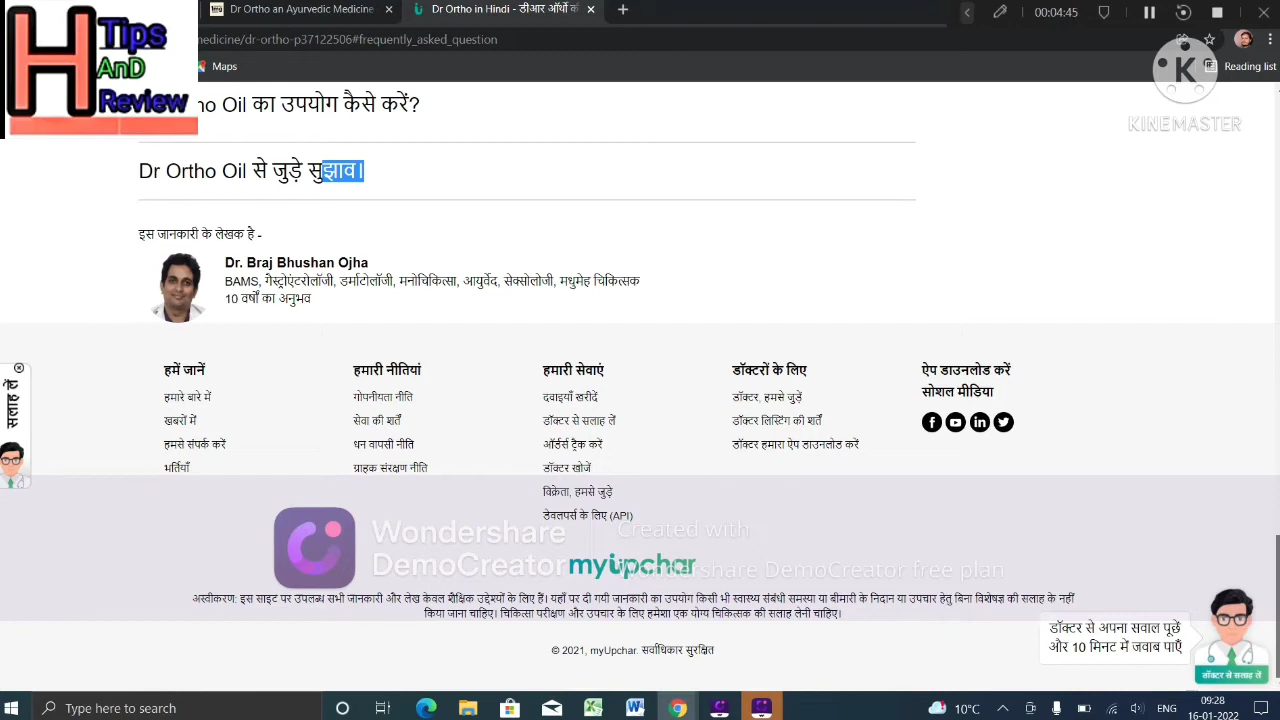 Dr Ortho an Ayurvedic Medicine
Dr Ortho in Hindi - डीआर ऑर्थो की
00:04:45
Tips
H AnD
Review
medicine/dr-ortho-p37122506#frequently_asked_question
Maps
Reading list
K
KINEMASTER
ho Oil का उपयोग कैसे करें?
Dr Ortho Oil से जुड़े सुझाव।
इस जानकारी के लेखक है -
Dr. Braj Bhushan Ojha
BAMS, गैस्ट्रोएंटरोलॉजी, डर्माटोलॉजी, मनोचिकित्सा, आयुर्वेद, सेक्सोलोजी, मधुमेह चिकित्सक
10 वर्षों का अनुभव
सलाह लें
हमें जानें
हमारे बारे में
खबरों में
हमसे संपर्क करें
भर्तियाँ
हमारी नीतियां
गोपनीयता नीति
सेवा की शर्तें
धन वापसी नीति
ग्राहक संरक्षण नीति
हमारी सेवाएं
दवाइयाँ खरीदें
डॉक्टर से सलाह लें
ऑर्डर्स ट्रैक करें
डॉक्टर खोजें
विक्रेता, हमसे जुड़े
डेवलपर्स के लिए (API)
डॉक्टरों के लिए
डॉक्टर, हमसे जुड़ें
डॉक्टर लिस्टिंग की शर्तें
डॉक्टर हमारा ऐप डाउनलोड करें
ऐप डाउनलोड करें
सोशल मीडिया
Wondershare
DemoCreator
Created with
Wondershare DemoCreator free plan
myUpchar
अस्वीकरण: इस साइट पर उपलब्ध सभी जानकारी और लेख केवल शैक्षिक उद्देश्यों के लिए हैं। यहाँ पर दी गयी जानकारी का उपयोग किसी भी स्वास्थ्य संबंधी समस्या या बीमारी के निदान या उपचार हेतु बिना विशेषज्ञ की सलाह के नहीं
किया जाना चाहिए। चिकित्सा परीक्षण और उपचार के लिए हमेशा एक योग्य चिकित्सक की सलाह लेनी चाहिए।
© 2021, myUpchar. सर्वाधिकार सुरक्षित
डॉक्टर से अपना सवाल पूछें
और 10 मिनट में जवाब पाएँ
डॉक्टर से सलाह लें
Type here to search
10°C
ENG
09:28
16-01-2022